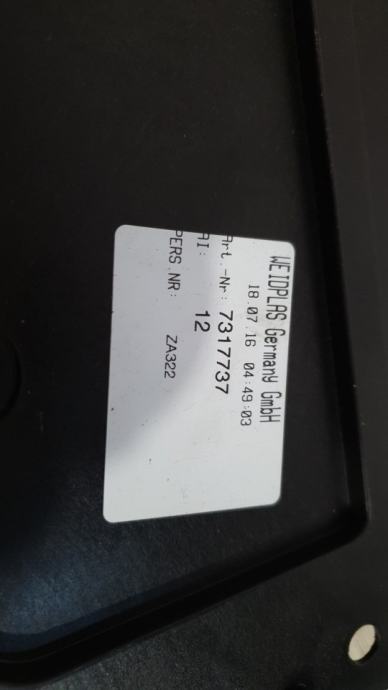 WEIDPLAS Germany GmbH
18.07.16 04:49:03
Art.-Nr: 7317737
AI: 12
PERS.NR: ZA322